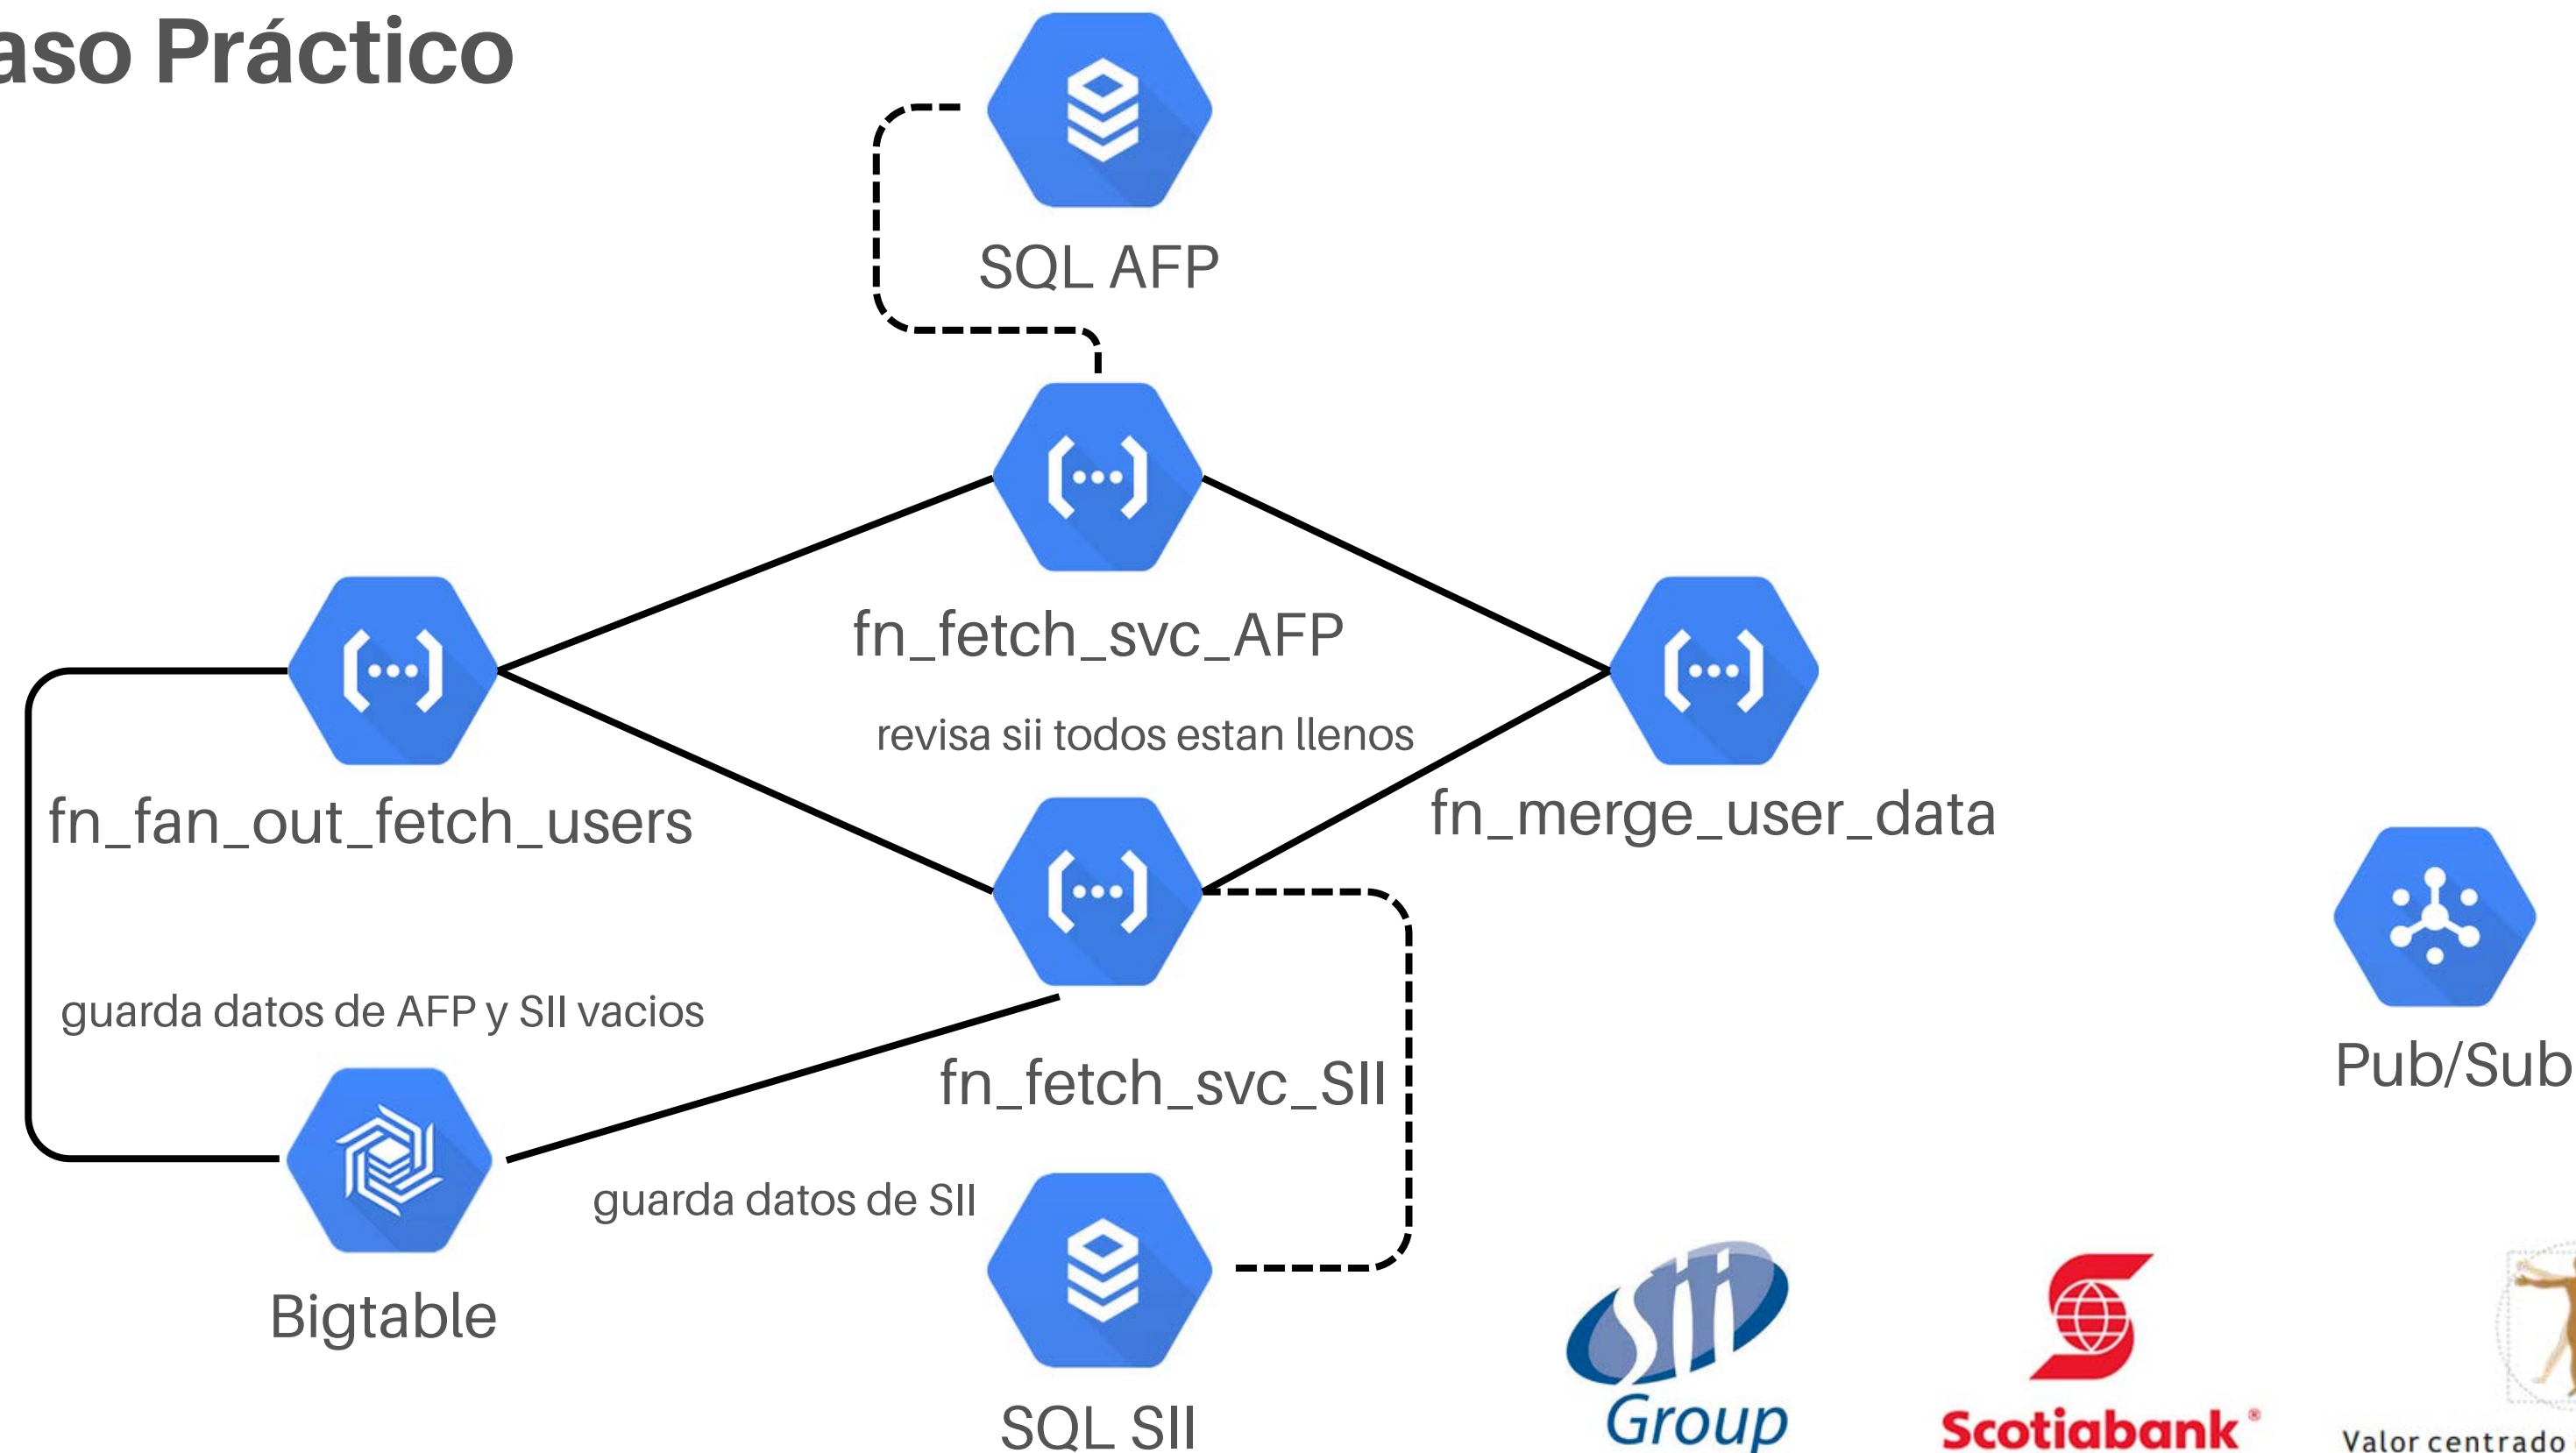 aso Práctico
SQL AFP
fn_fetch_svc_AFP
revisa sii todos estan llenos
fn_fan_out_fetch_users
fn_merge_user_data
guarda datos de AFP y SII vacios
fn_fetch_svc_SII
Pub/Sub
guarda datos de SII
Bigtable
SQL SII
sii
Group
Scotiabank®
Valor centrado